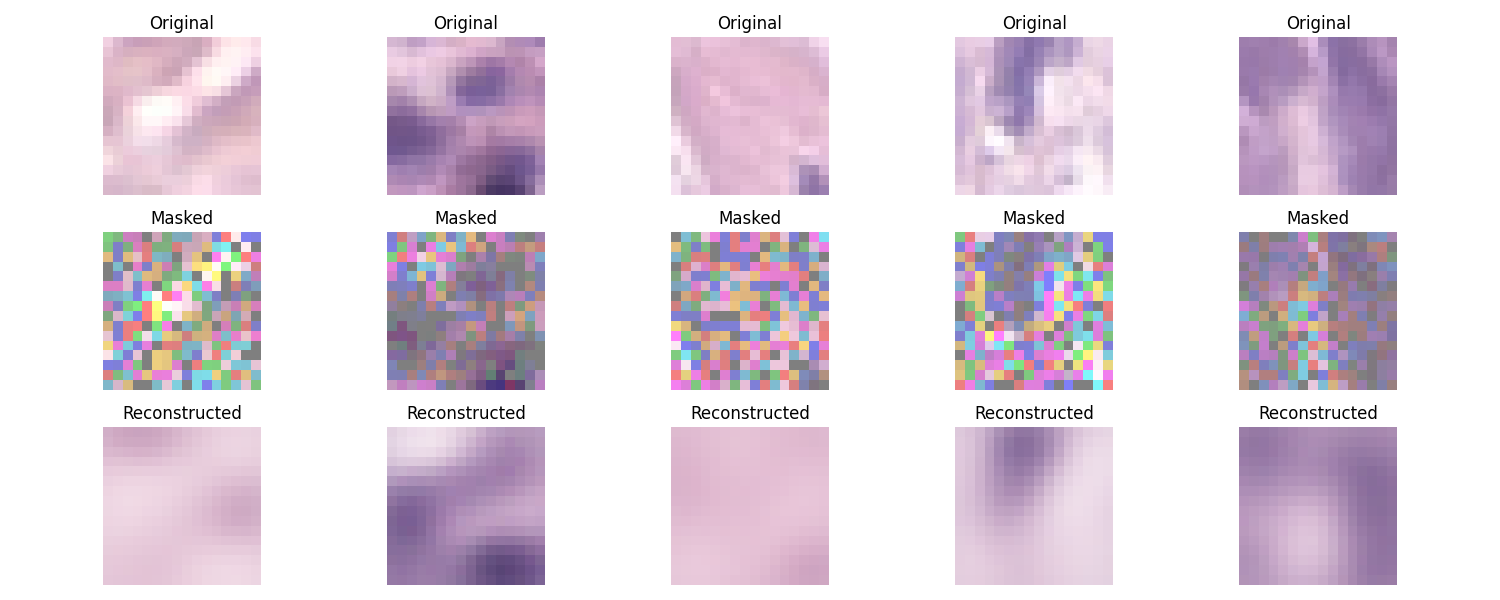 Original Original Original Original Original
Masked Masked Masked Masked Masked
Reconstructed Reconstructed Reconstructed Reconstructed Reconstructed